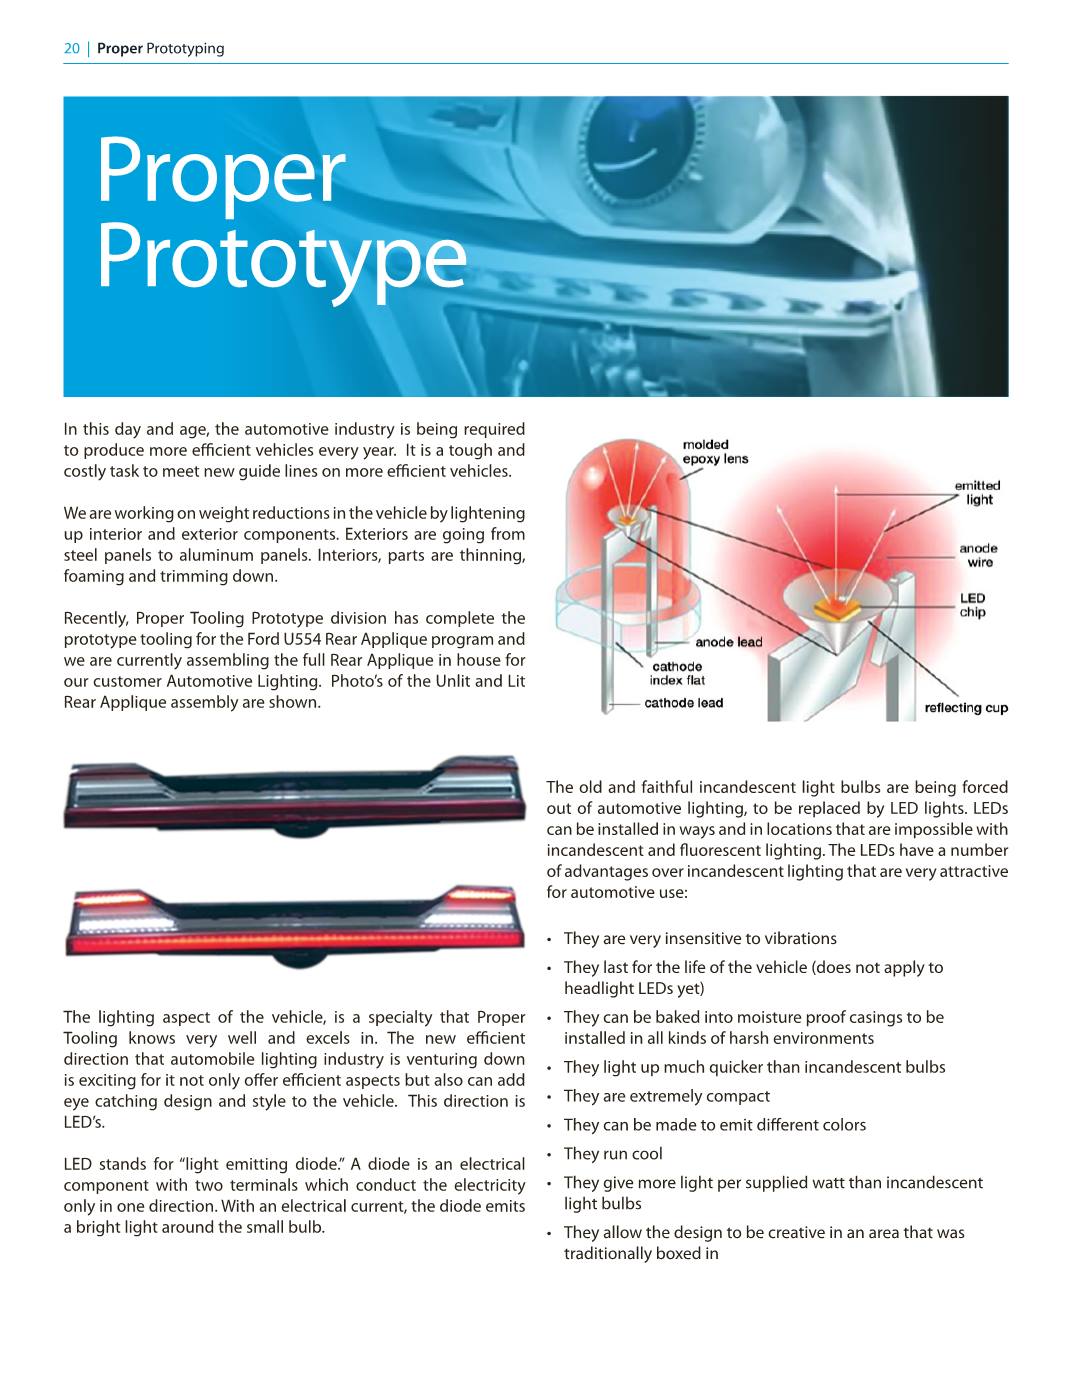 20 | Proper Prototyping
Proper
Prototype
In this day and age, the automotive industry is being required
to produce more efficient vehicles every year.  It is a tough and
costly task to meet new guide lines on more efficient vehicles.
We are working on weight reductions in the vehicle by lightening
up interior and exterior components. Exteriors are going from
steel panels to aluminum panels. Interiors, parts are thinning,
foaming and trimming down.
Recently, Proper Tooling Prototype division has complete the
prototype tooling for the Ford U554 Rear Applique program and
we are currently assembling the full Rear Applique in house for
our customer Automotive Lighting.  Photo's of the Unlit and Lit
Rear Applique assembly are shown.
The lighting aspect of the vehicle, is a specialty that Proper
Tooling knows very well and excels in. The new efficient
direction that automobile lighting industry is venturing down
is exciting for it not only offer efficient aspects but also can add
eye catching design and style to the vehicle.  This direction is
LED's.
LED stands for “light emitting diode.” A diode is an electrical
component with two terminals which conduct the electricity
only in one direction. With an electrical current, the diode emits
a bright light around the small bulb.
molded
epoxy lens
emitted
light
anode
wire
LED
chip
anode lead
cathode
index flat
cathode lead
reflecting cup
The old and faithful incandescent light bulbs are being forced
out of automotive lighting, to be replaced by LED lights. LEDs
can be installed in ways and in locations that are impossible with
incandescent and fluorescent lighting. The LEDs have a number
of advantages over incandescent lighting that are very attractive
for automotive use:
• They are very insensitive to vibrations
• They last for the life of the vehicle (does not apply to
headlight LEDs yet)
• They can be baked into moisture proof casings to be
installed in all kinds of harsh environments
• They light up much quicker than incandescent bulbs
• They are extremely compact
• They can be made to emit different colors
• They run cool
• They give more light per supplied watt than incandescent
light bulbs
• They allow the design to be creative in an area that was
traditionally boxed in